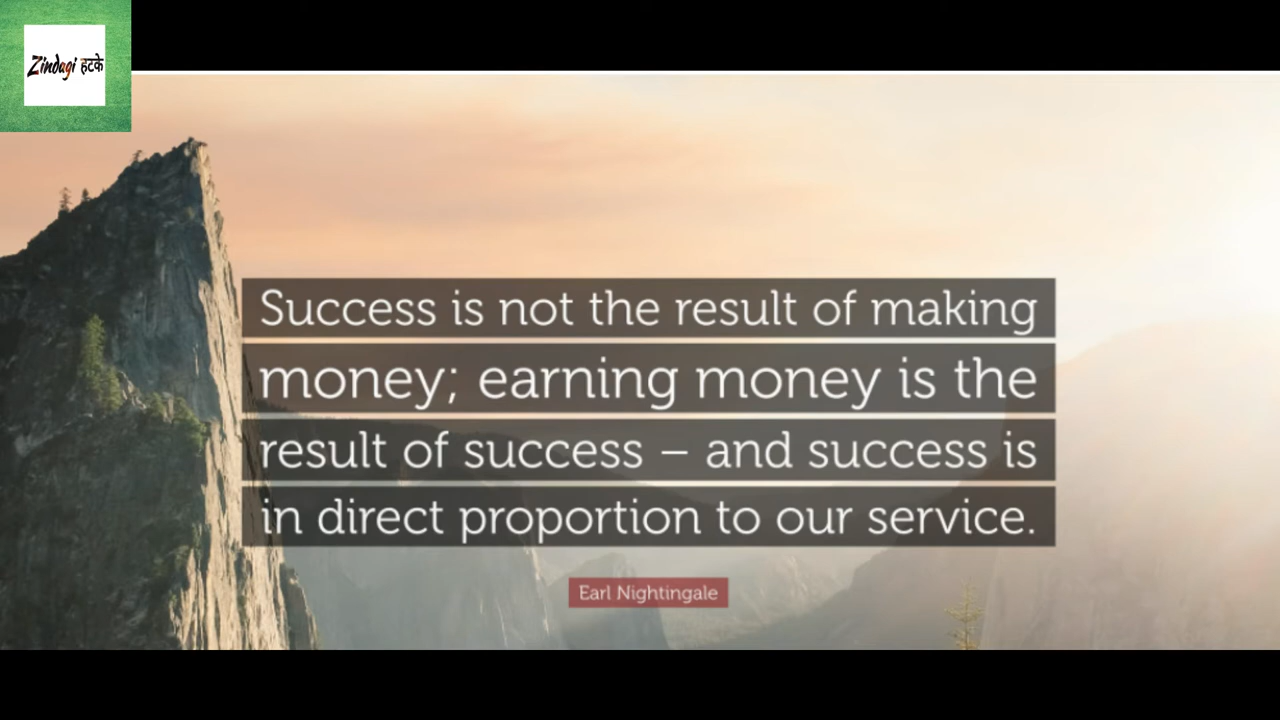 Zindagi हटके
Success is not the result of making
money; earning money is the
result of success – and success is
in direct proportion to our service.
Earl Nightingale